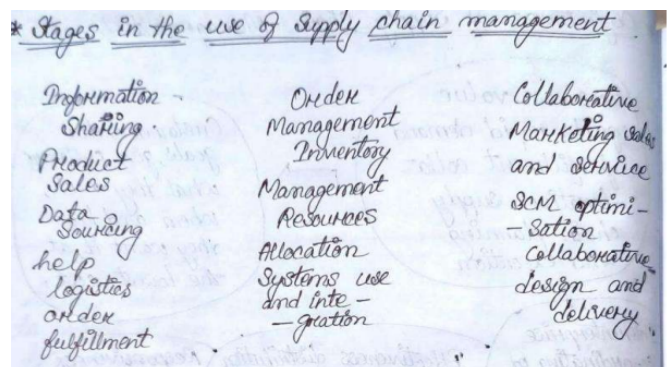 * Stages in the use of Supply chain management
Information -
Sharing.
Product
Sales
Data
Sourcing
help
logistics
order
fulfillment
Order
Management
Inventory
Management
Resources
Allocation
Systems use
and inte -
- gration
Collaborative
Marketing sales
and service
SCM optimi -
- sation
Collaborative
design and
delivery